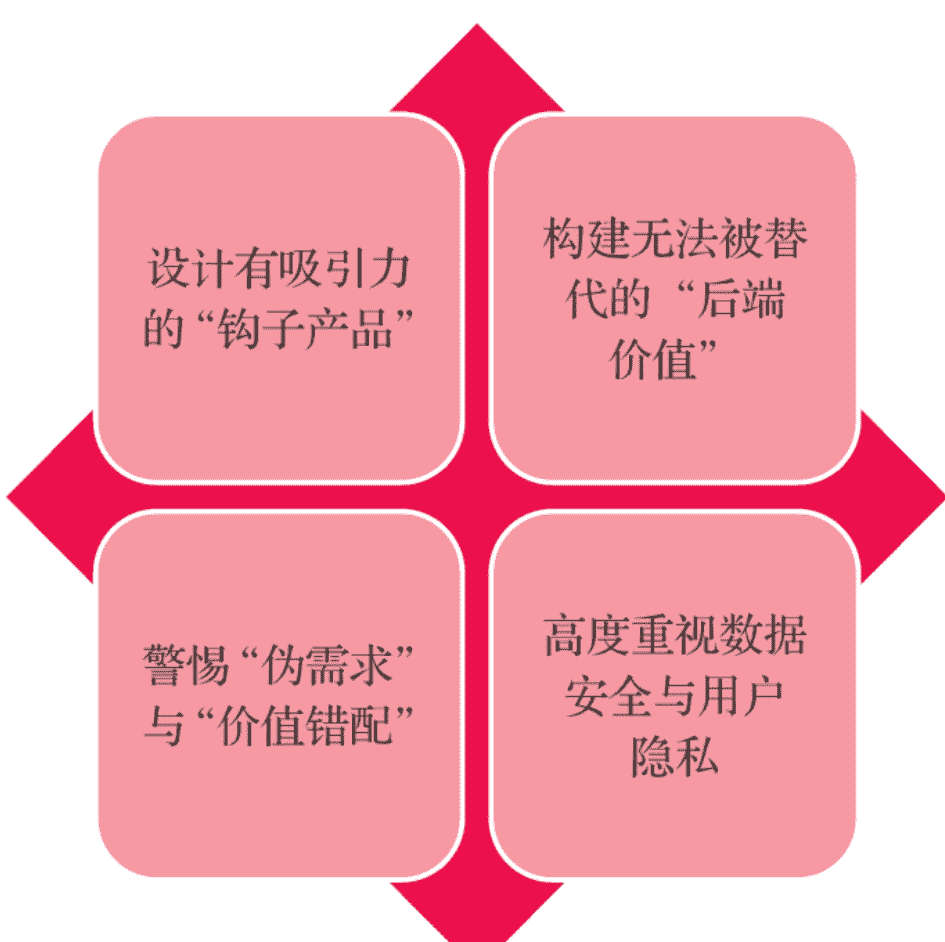 设计有吸引力
的“钩子产品”
构建无法被替
代的“后端
价值”
警惕“伪需求”
与“价值错配”
高度重视数据
安全与用户
隐私